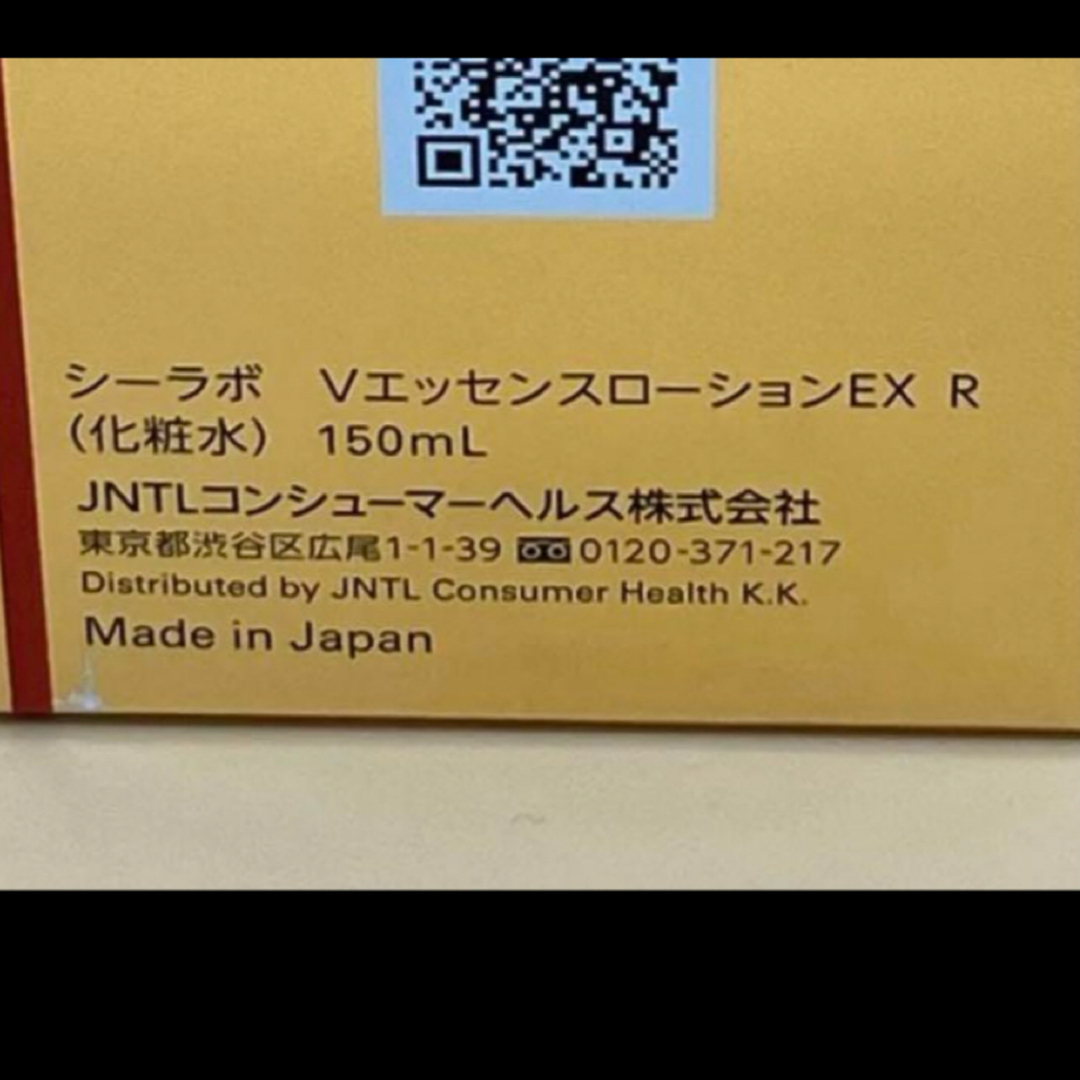 シーラボ　VエッセンスローションEX R
（化粧水）　150mL
JNTLコンシューマーヘルス株式会社
東京都渋谷区広尾1-1-39 0120-371-217
Distributed by JNTL Consumer Health K.K.
Made in Japan